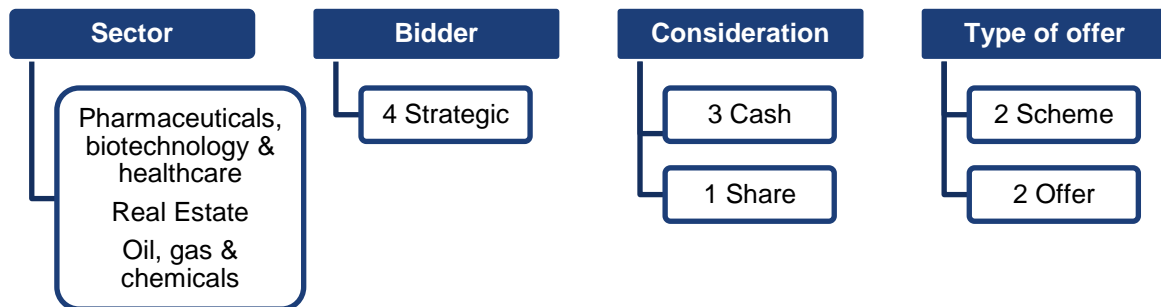 Sector
Pharmaceuticals,
biotechnology &
healthcare
Real Estate
Oil, gas &
chemicals
Bidder
4 Strategic
Consideration
3 Cash
1 Share
Type of offer
2 Scheme
2 Offer